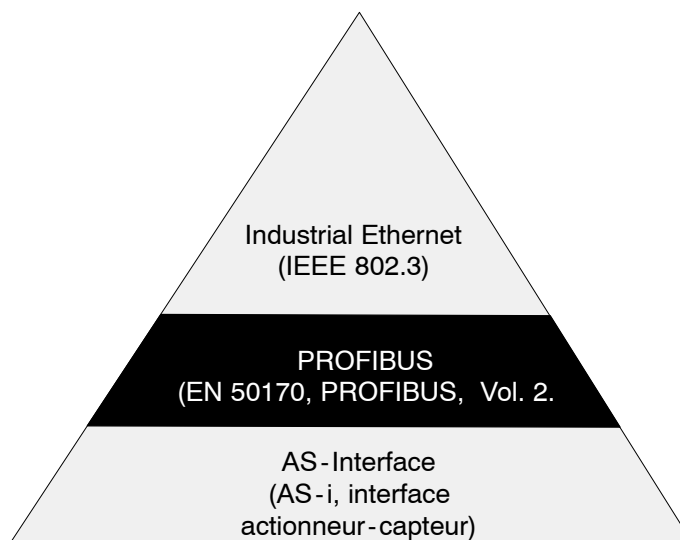 Industrial Ethernet
(IEEE 802.3)
PROFIBUS
(EN 50170, PROFIBUS, Vol. 2.
AS-Interface
(AS-i, interface
actionneur-capteur)